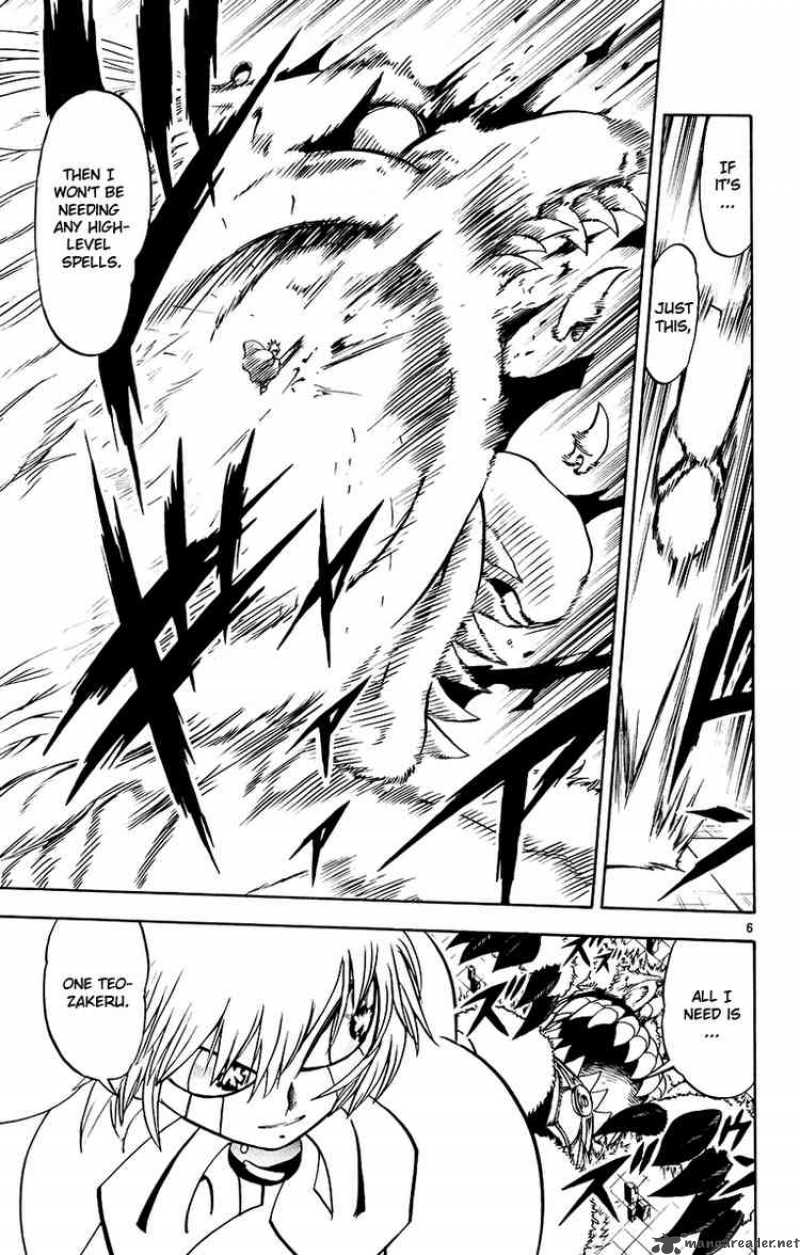 IF
IT'S
...
JUST
THIS,
THEN I
WON'T BE
NEEDING
ANY HIGH-
LEVEL
SPELLS.
6
ALL I
NEED IS
...
ONE TEO-
ZAKERU.
mangareader.net